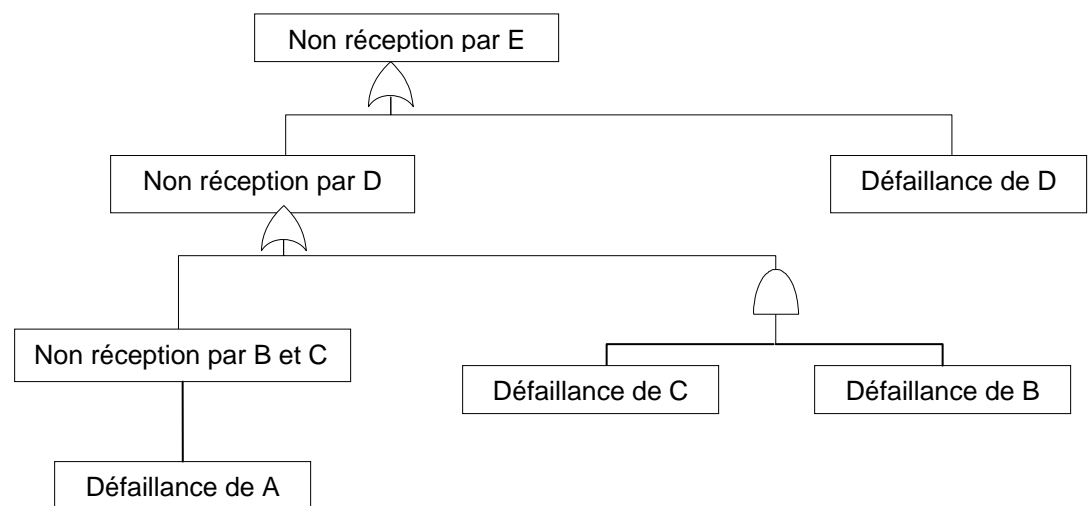 Non réception par E
Non réception par D
Défaillance de D
Non réception par B et C
Défaillance de C
Défaillance de B
Défaillance de A